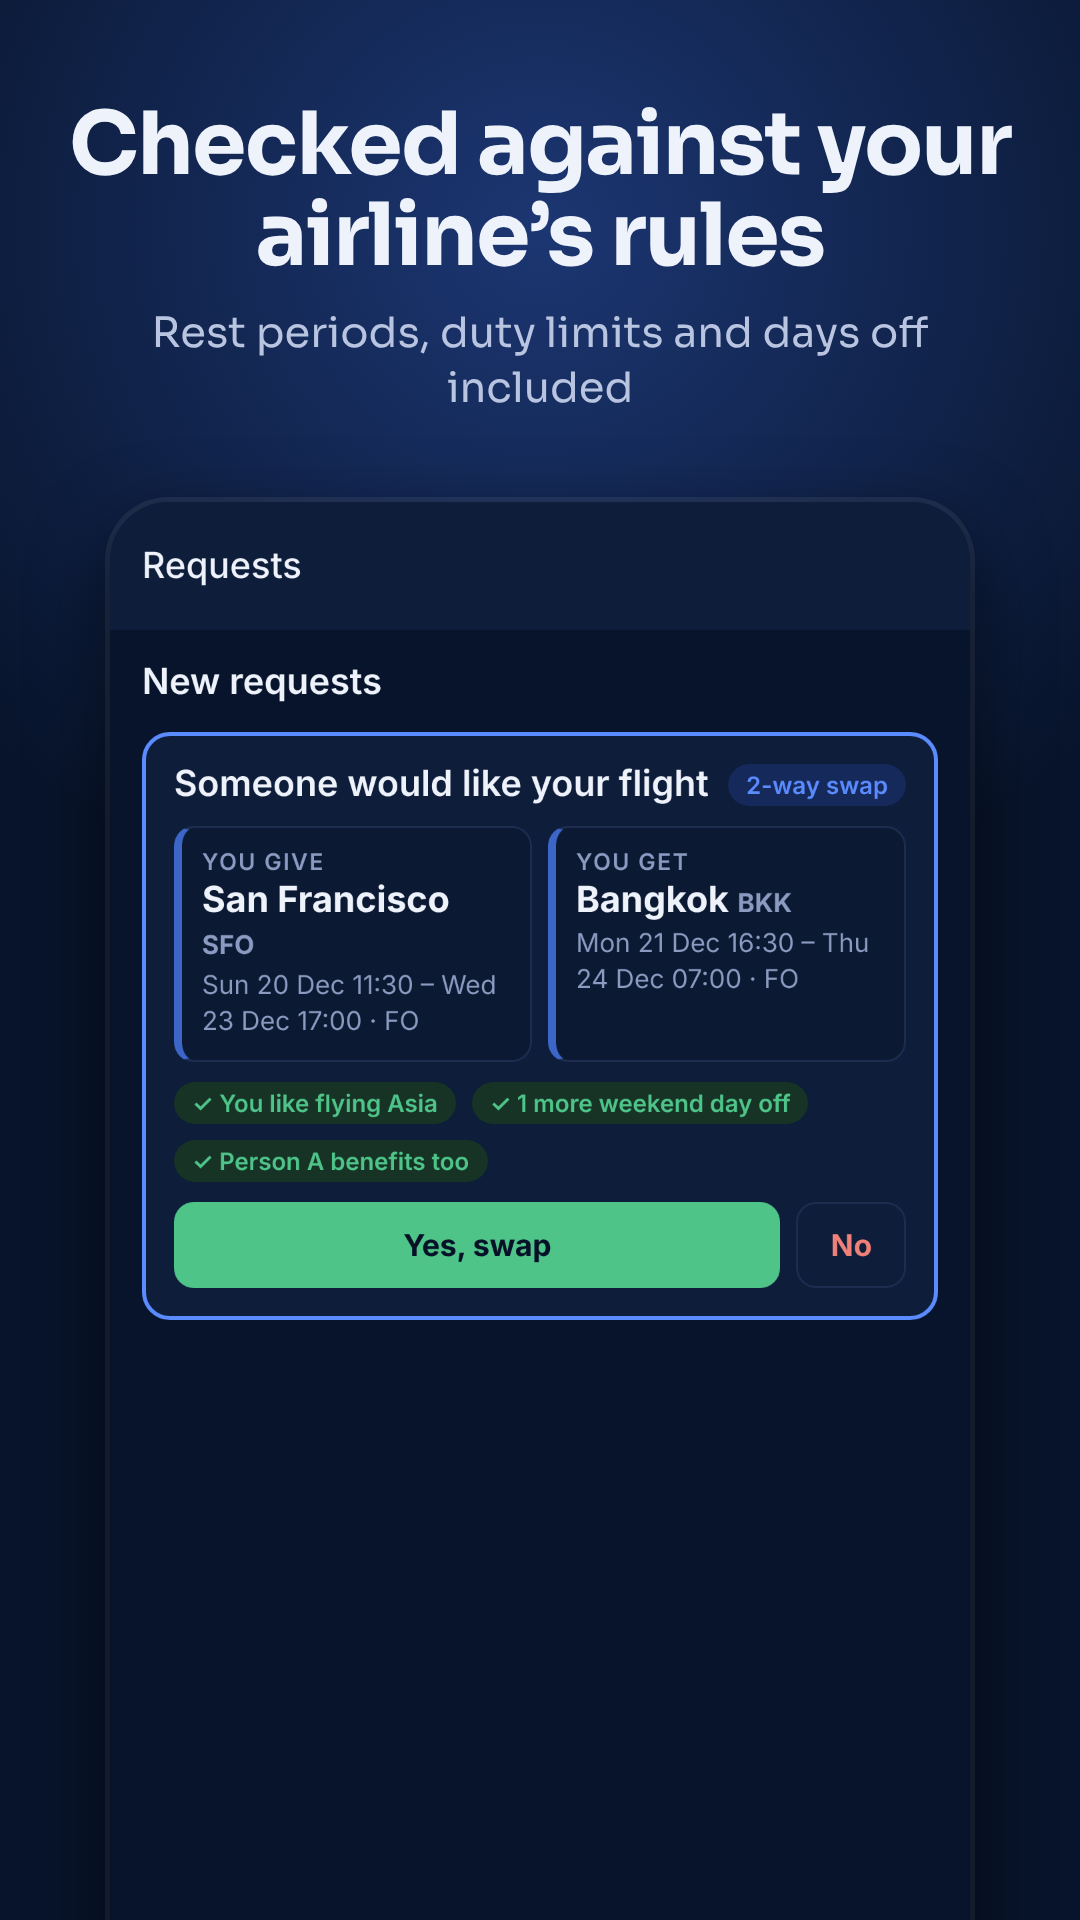 Checked against your
airline’s rules
Rest periods, duty limits and days off
included
Requests
New requests
Someone would like your flight
2-way swap
YOU GIVE
San Francisco
SFO
Sun 20 Dec 11:30 – Wed
23 Dec 17:00 · FO
YOU GET
Bangkok BKK
Mon 21 Dec 16:30 – Thu
24 Dec 07:00 · FO
✓ You like flying Asia
✓ 1 more weekend day off
✓ Person A benefits too
Yes, swap
No